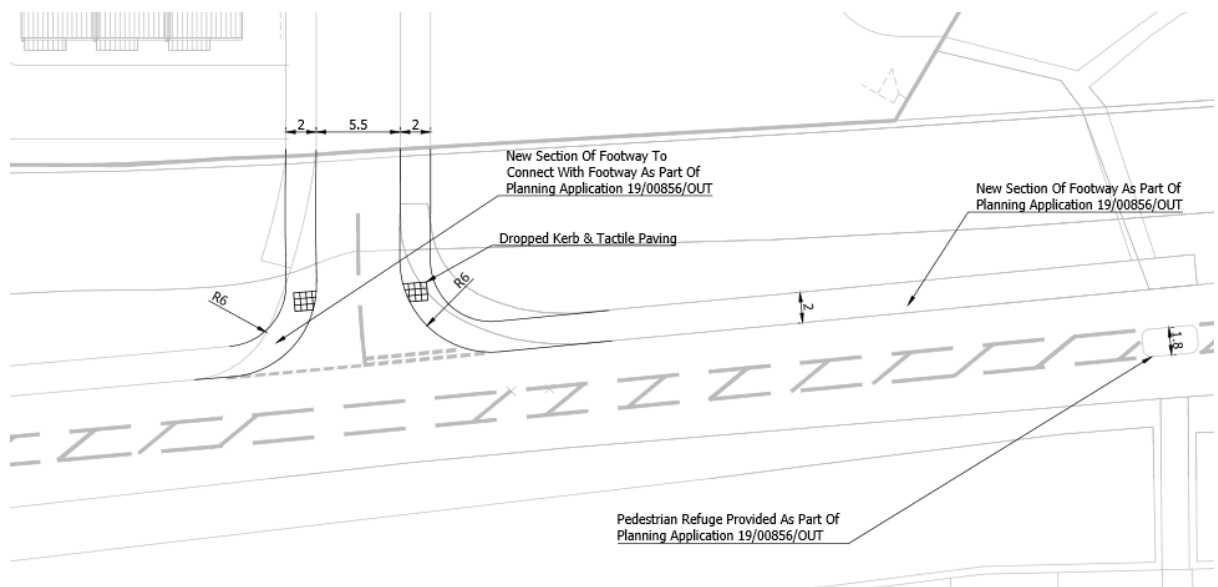 2
5.5
2
New Section Of Footway To
Connect With Footway As Part Of
Planning Application 19/00856/OUT
New Section Of Footway As Part Of
Planning Application 19/00856/OUT
Dropped Kerb & Tactile Paving
R6
R6
2
1.8
Pedestrian Refuge Provided As Part Of
Planning Application 19/00856/OUT